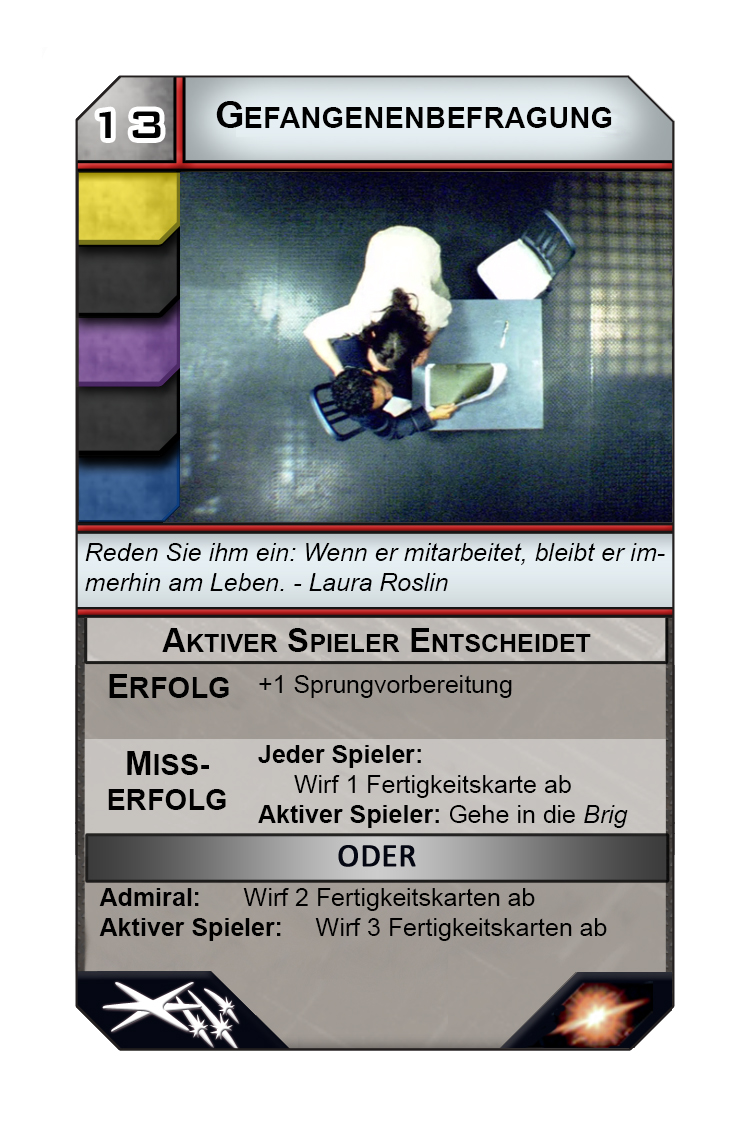 13
GEFANGENENBEFRAGUNG
Reden Sie ihm ein: Wenn er mitarbeitet, bleibt er im-
merhin am Leben. - Laura Roslin
AKTIVER SPIELER ENTSCHEIDET
ERFOLG +1 Sprungvorbereitung
MISS-
ERFOLG
Jeder Spieler:
Wirf 1 Fertigkeitskarte ab
Aktiver Spieler: Gehe in die Brig
ODER
Admiral: Wirf 2 Fertigkeitskarten ab
Aktiver Spieler: Wirf 3 Fertigkeitskarten ab